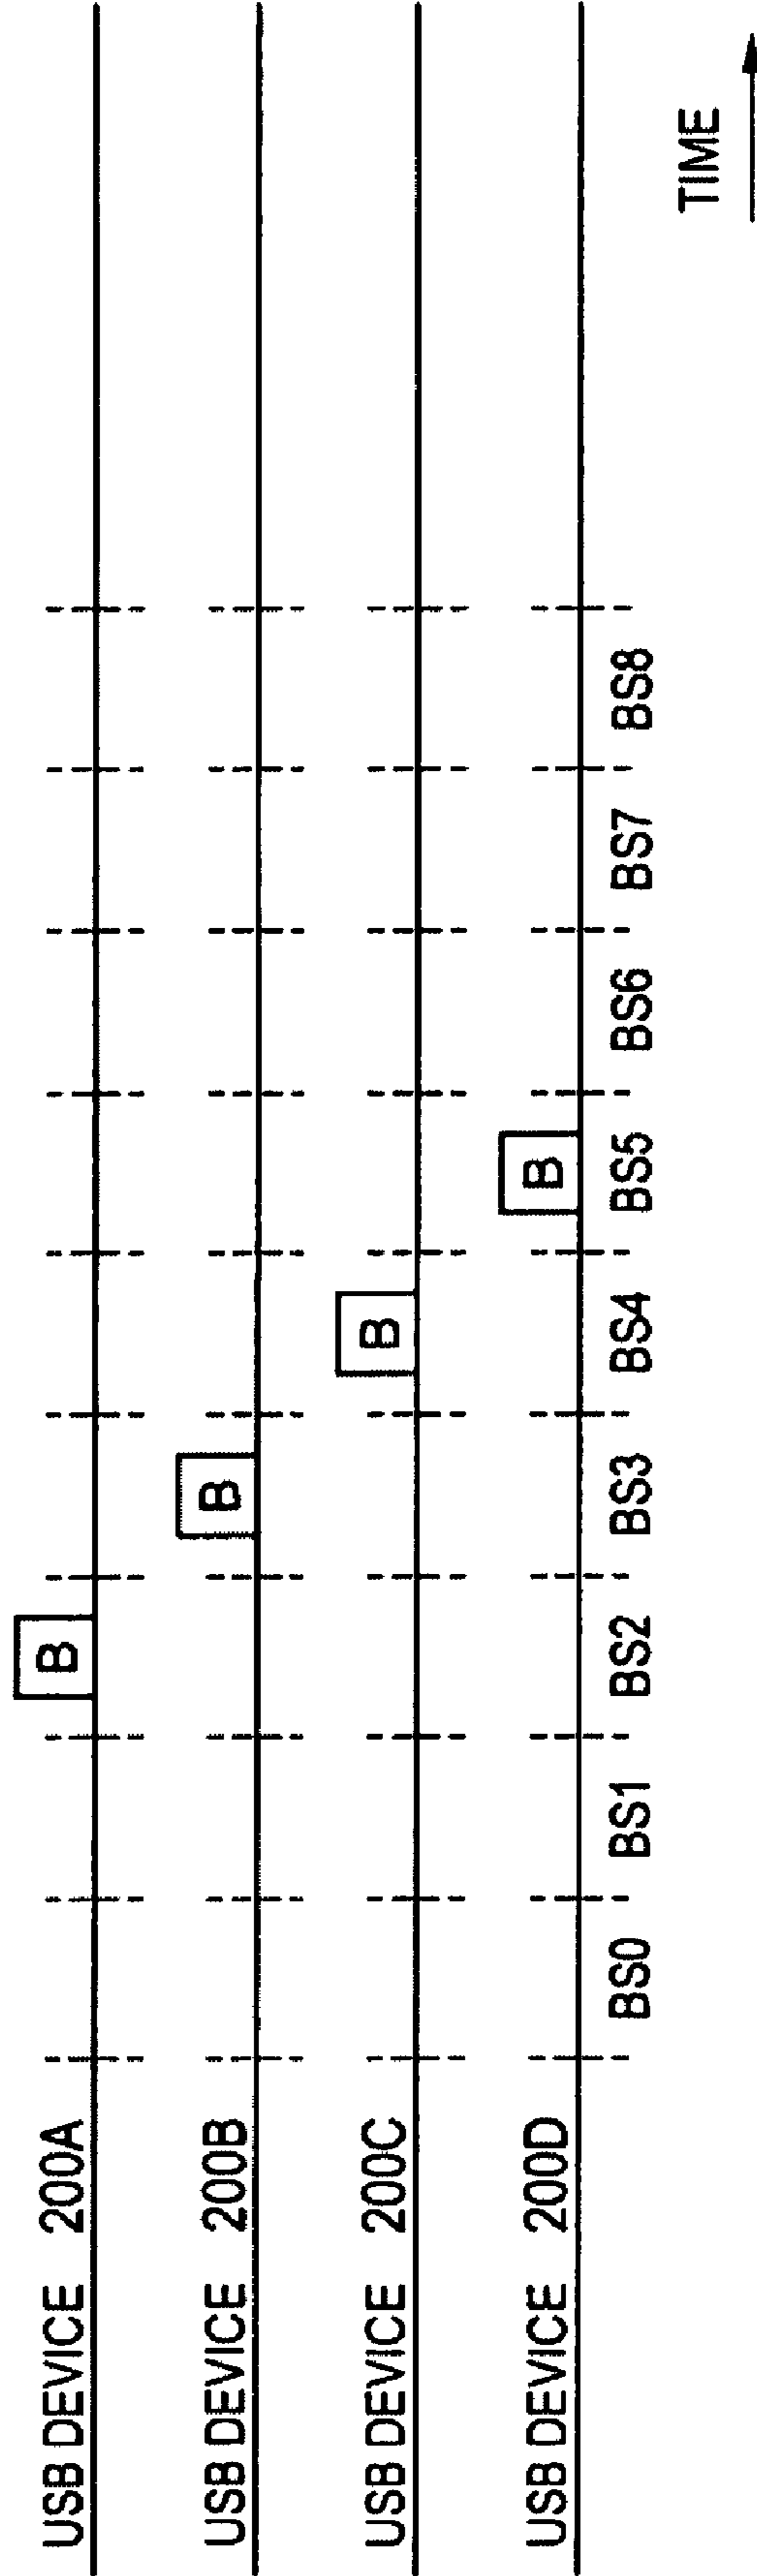 USB DEVICE 200A
B
USB DEVICE 200B
B
USB DEVICE 200C
B
USB DEVICE 200D
B
BS0 BS1 BS2 BS3 BS4 BS5 BS6 BS7 BS8
TIME